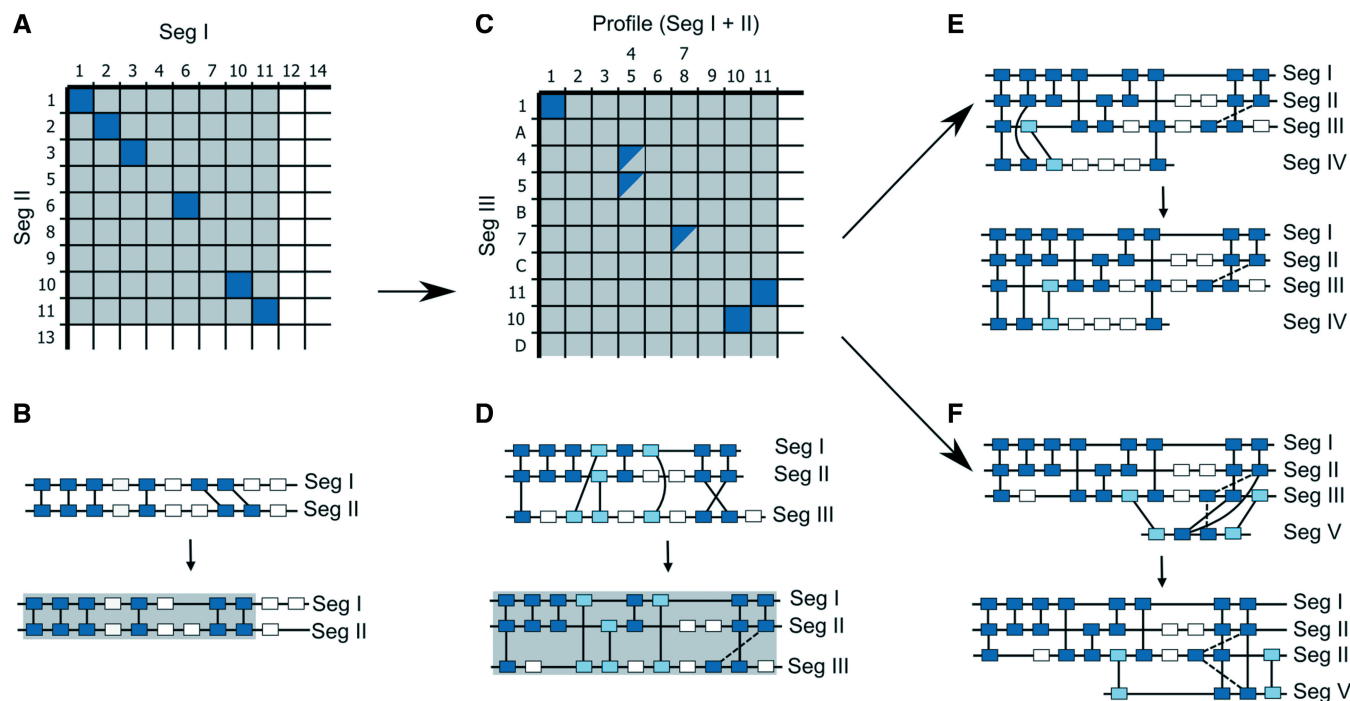 A
Seg I
1 2 3 4 6 7 10 11 12 14
Seg II
1
2
3
5
6
8
9
10
11
13
B
Seg I
Seg II
Seg I
Seg II
C
Profile (Seg I + II)
4 7
1 2 3 5 6 8 9 10 11
Seg III
1
A
4
5
B
7
C
11
10
D
D
Seg I
Seg II
Seg III
Seg I
Seg II
Seg III
E
Seg I
Seg II
Seg III
Seg IV
Seg I
Seg II
Seg III
Seg IV
F
Seg I
Seg II
Seg III
Seg V
Seg I
Seg II
Seg II
Seg V